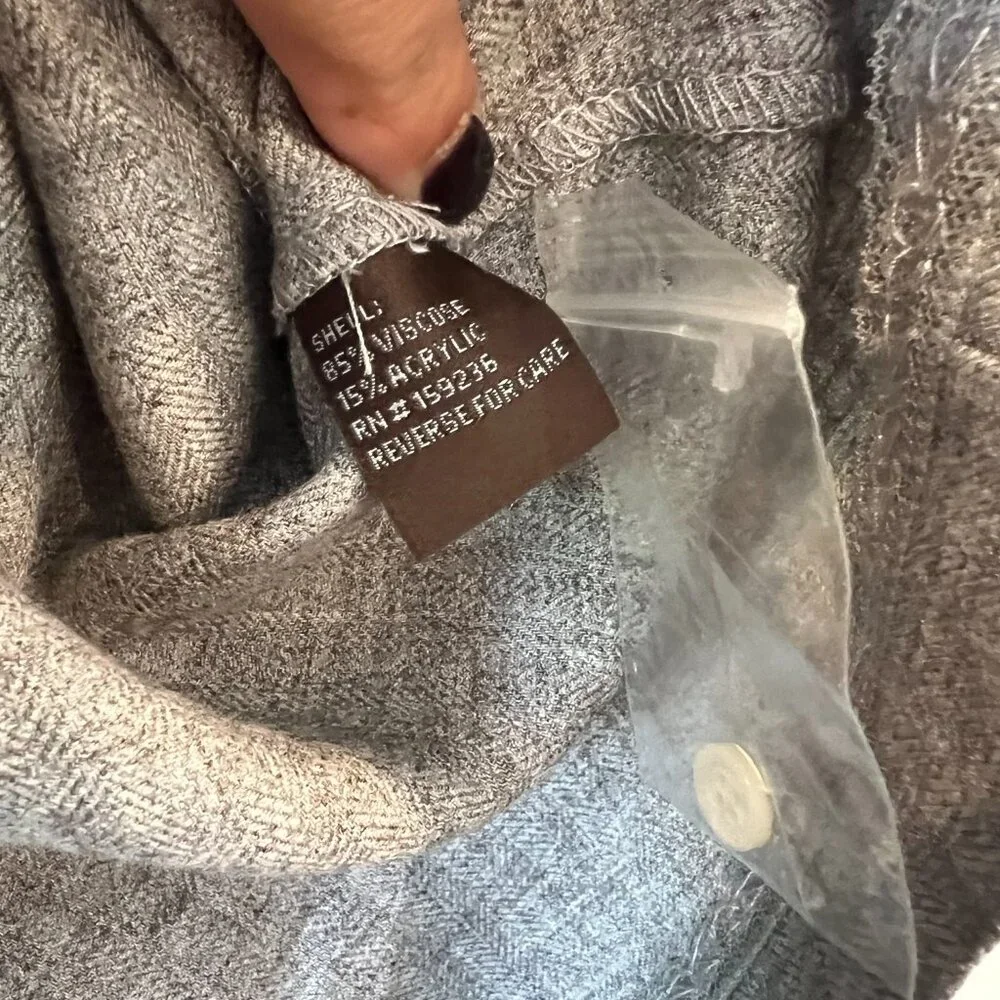 SHELL:
85% VISCOSE
15% ACRYLIC
RN # 159236
REVERSE FOR CARE